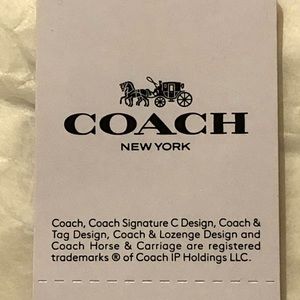 COACH
NEW YORK
Coach, Coach Signature C Design, Coach &
Tag Design, Coach & Lozenge Design and
Coach Horse & Carriage are registered
trademarks ® of Coach IP Holdings LLC.